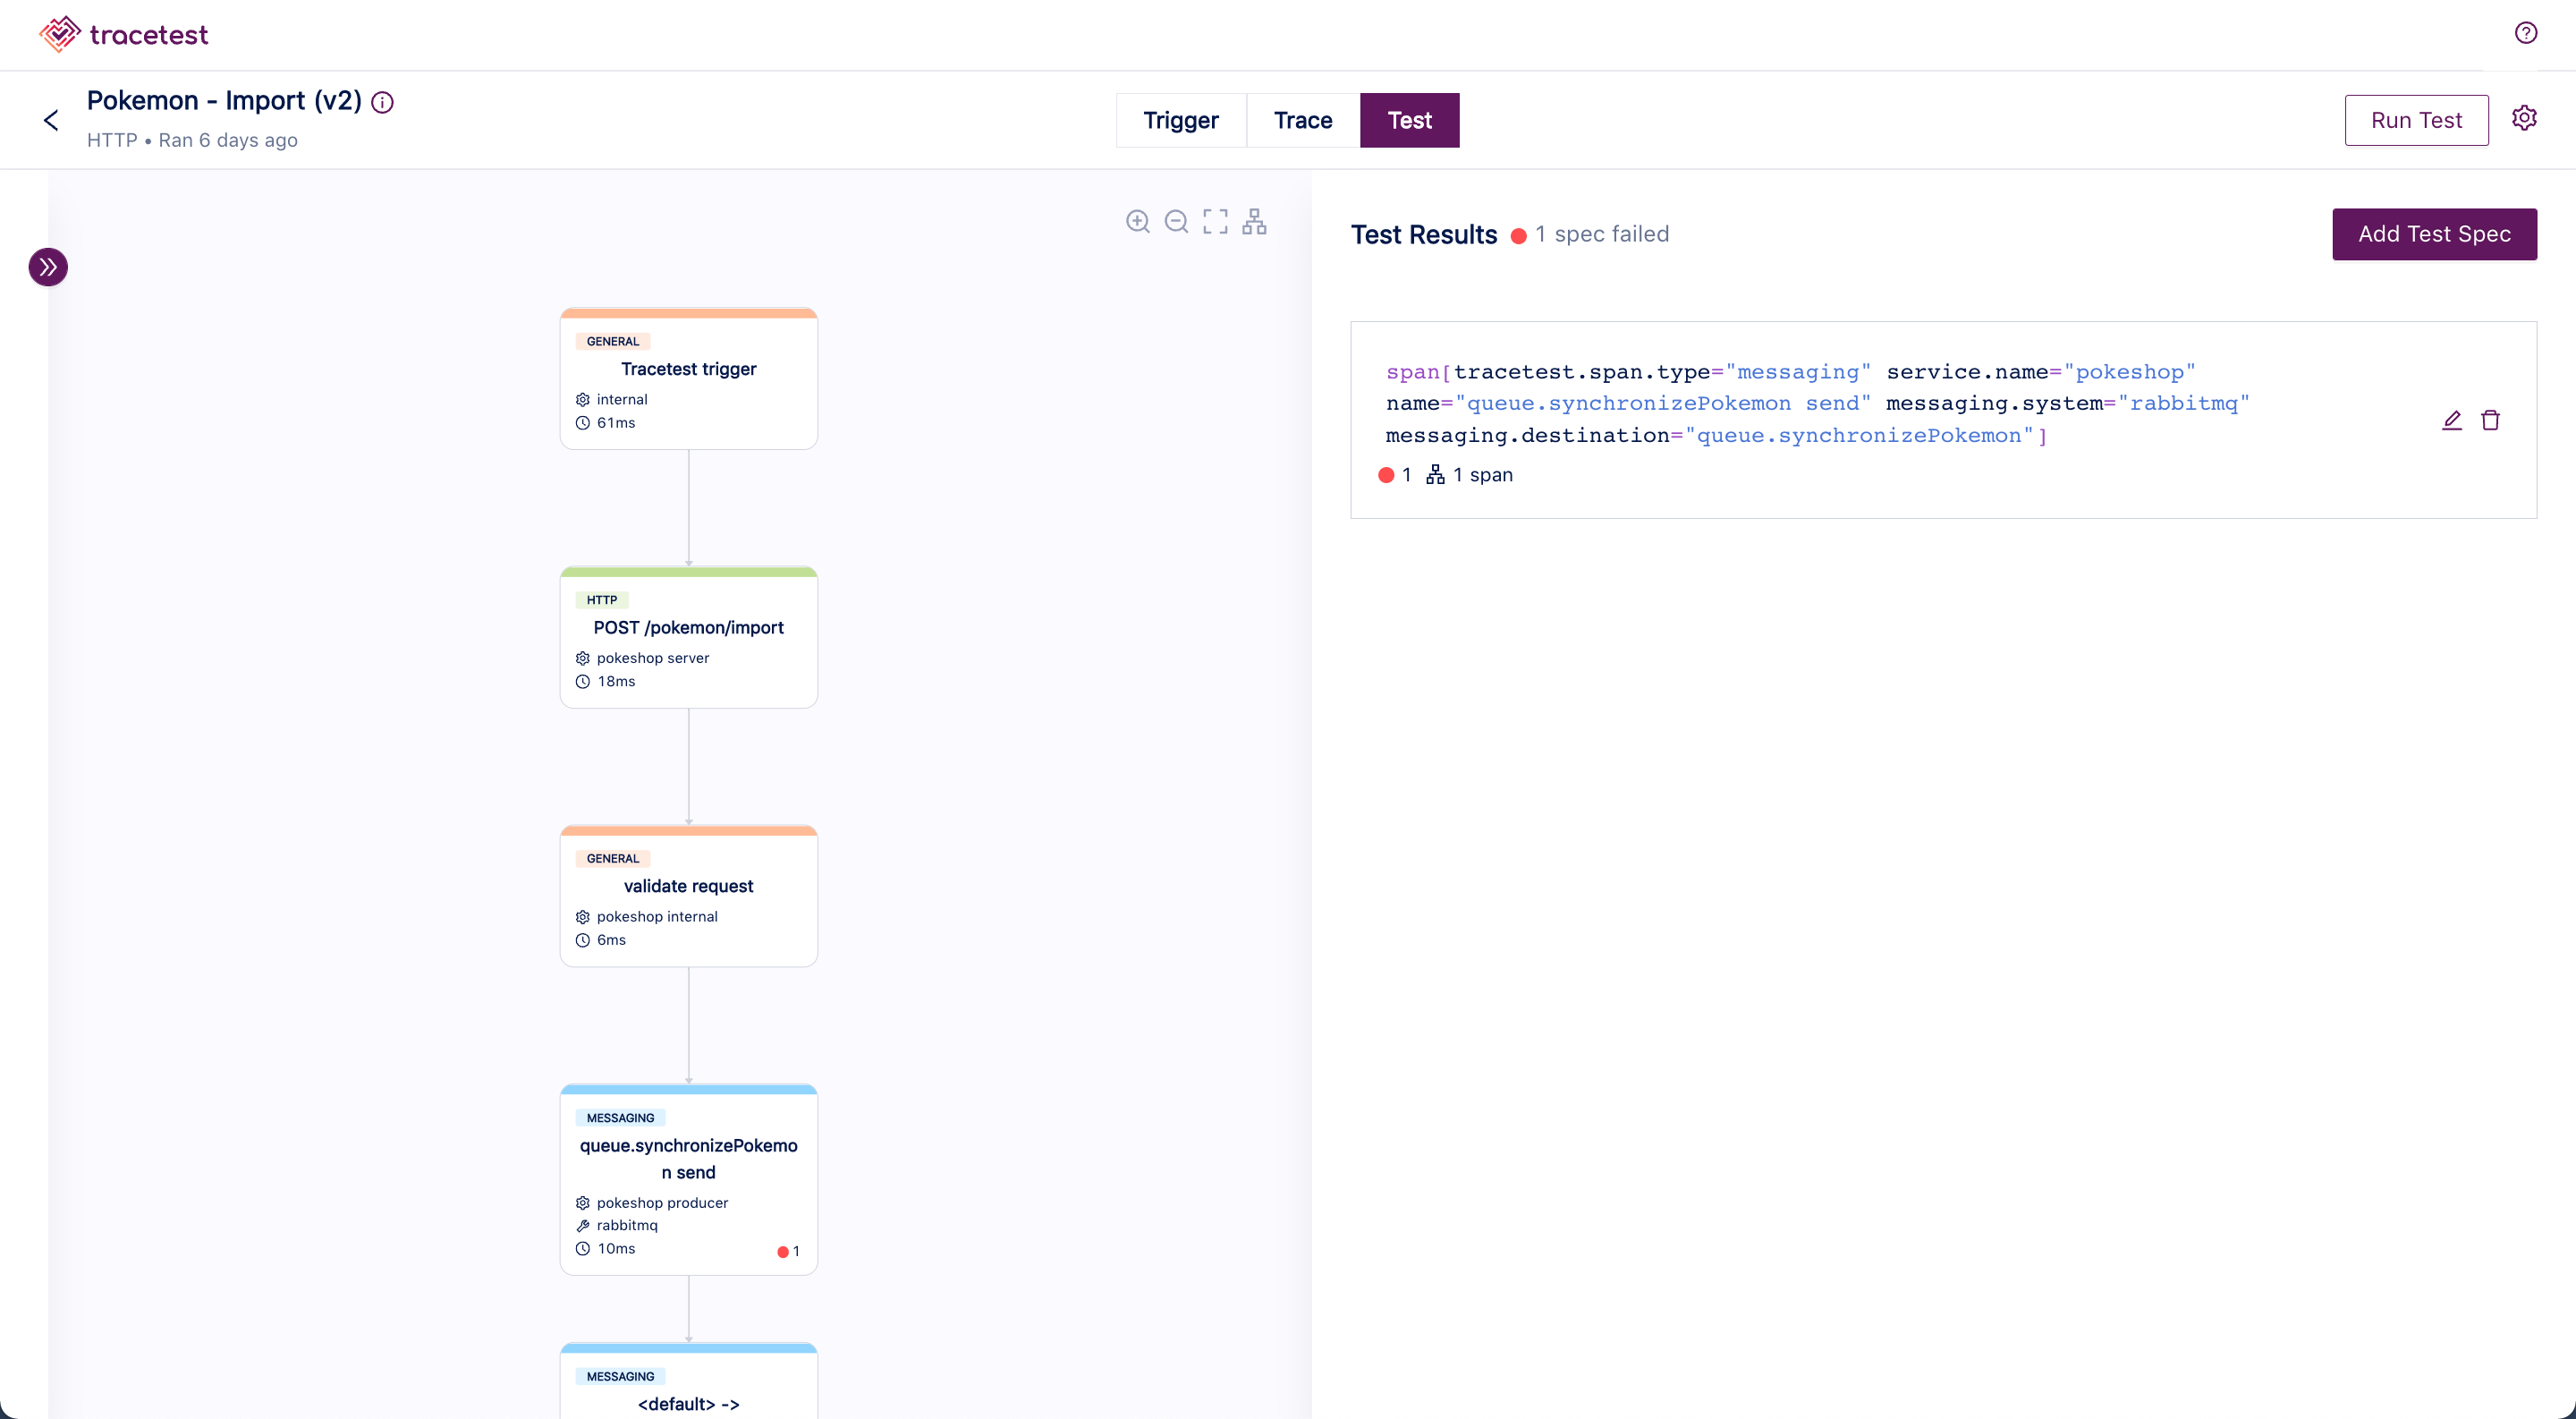 tracetest
Pokemon - Import (v2)
HTTP • Ran 6 days ago
Trigger
Trace
Test
Run Test
GENERAL
Tracetest trigger
internal
61ms
HTTP
POST /pokemon/import
pokeshop server
18ms
GENERAL
validate request
pokeshop internal
6ms
MESSAGING
queue.synchronizePokemo
n send
pokeshop producer
rabbitmq
10ms
1
MESSAGING
<default> ->
Test Results
1 spec failed
Add Test Spec
span[tracetest.span.type="messaging" service.name="pokeshop"
name="queue.synchronizePokemon send" messaging.system="rabbitmq"
messaging.destination="queue.synchronizePokemon"]
1
1 span